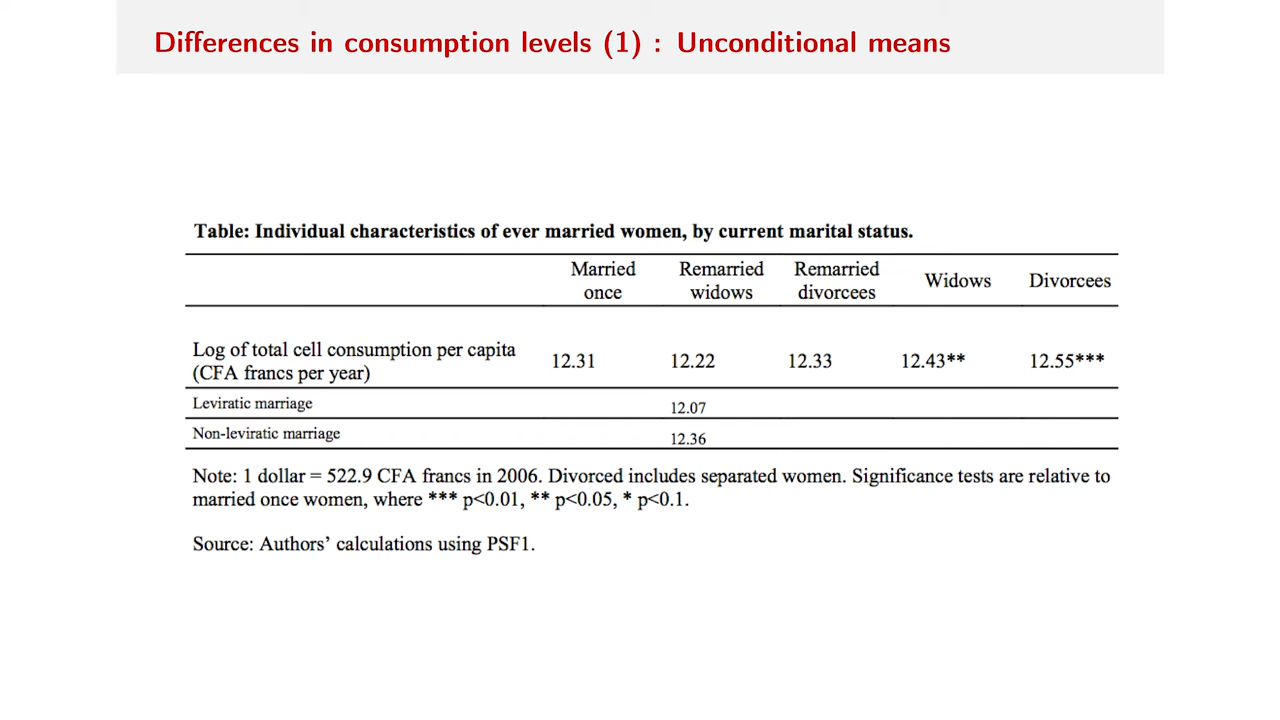 Differences in consumption levels (1) : Unconditional means
Table: Individual characteristics of ever married women, by current marital status.
Married once Remarried widows Remarried divorcees Widows Divorcees
Log of total cell consumption per capita (CFA francs per year) 12.31 12.22 12.33 12.43** 12.55***
Leviratic marriage 12.07
Non-leviratic marriage 12.36
Note: 1 dollar = 522.9 CFA francs in 2006. Divorced includes separated women. Significance tests are relative to
married once women, where *** p<0.01, ** p<0.05, * p<0.1.
Source: Authors’ calculations using PSF1.